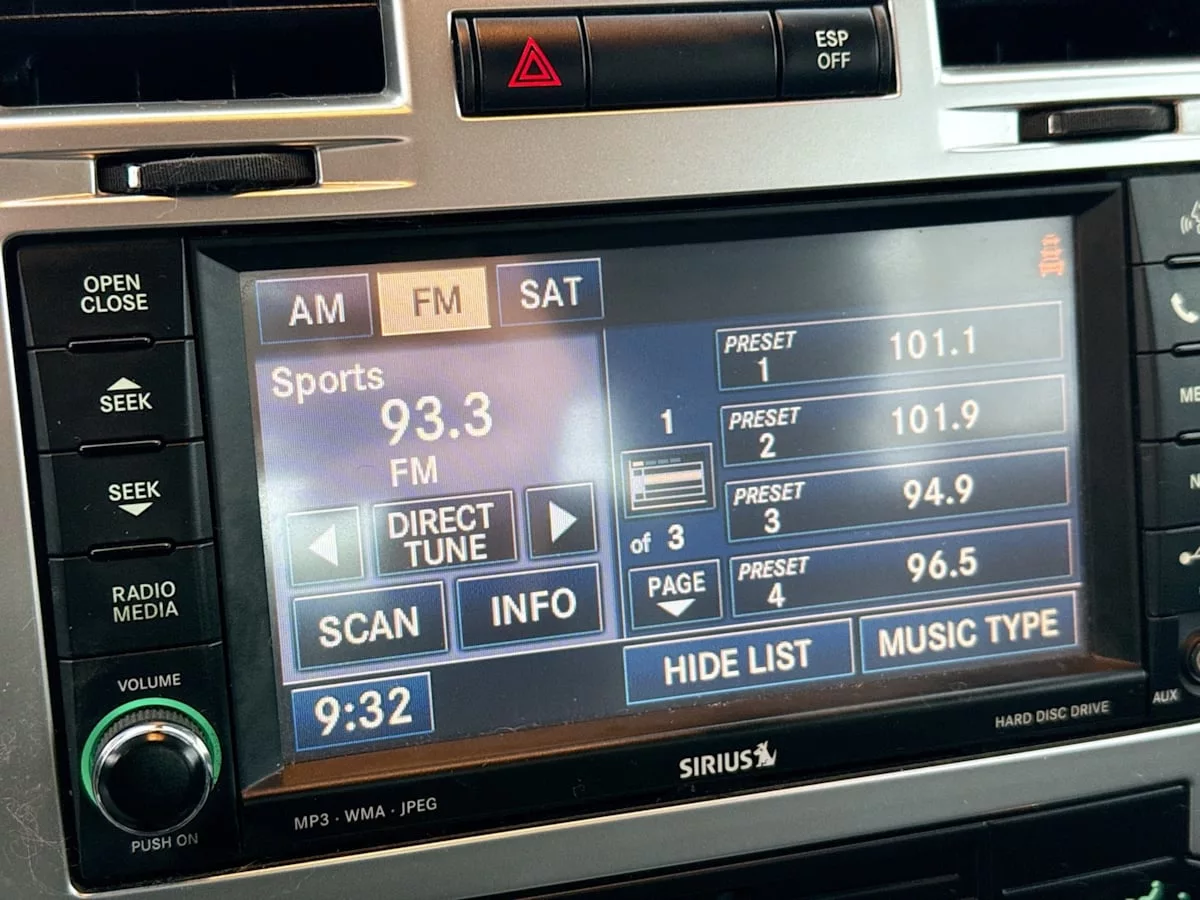 ESP
OFF
OPEN
CLOSE
SEEK
SEEK
RADIO
MEDIA
VOLUME
PUSH ON
AM
FM
SAT
Sports
93.3
FM
DIRECT
TUNE
SCAN
INFO
9:32
1
of 3
PAGE
PRESET
1
101.1
PRESET
2
101.9
PRESET
3
94.9
PRESET
4
96.5
HIDE LIST
MUSIC TYPE
MP3 · WMA · JPEG
SIRIUS
HARD DISC DRIVE
AUX